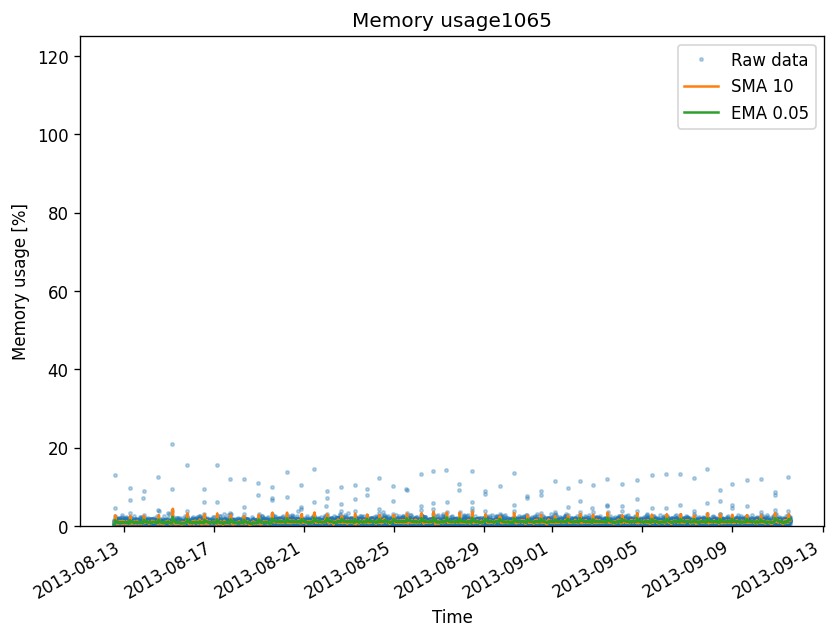 Memory usage1065
120
100
80
60
40
20
0
Memory usage [%]
Raw data
SMA 10
EMA 0.05
2013-08-13
2013-08-17
2013-08-21
2013-08-25
2013-08-29
2013-09-01
2013-09-05
2013-09-09
2013-09-13
Time